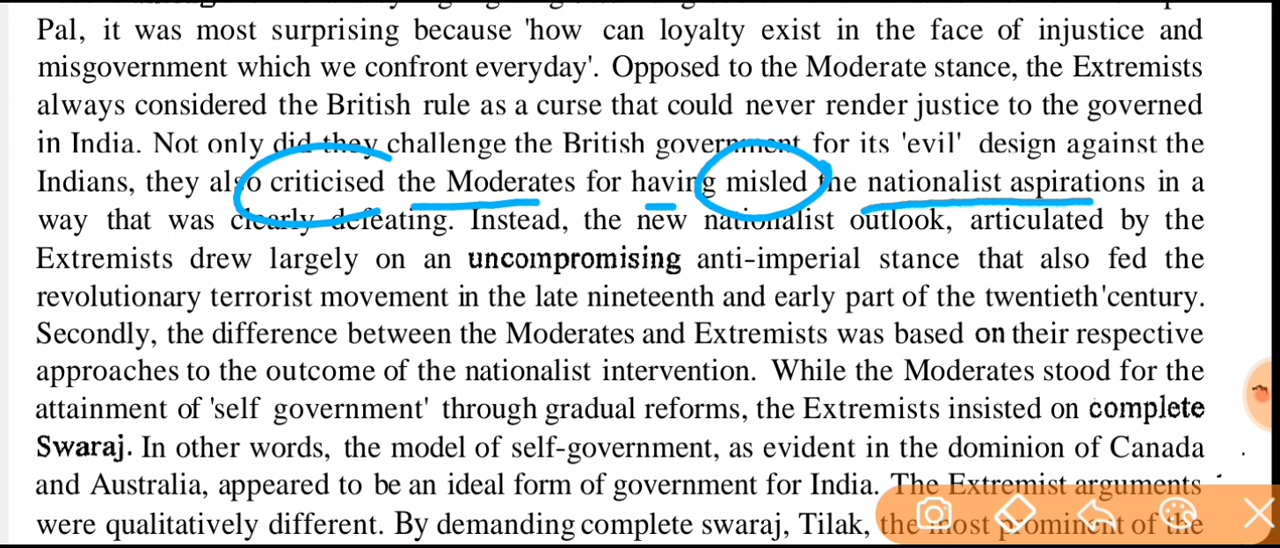 Pal, it was most surprising because 'how can loyalty exist in the face of injustice and
misgovernment which we confront everyday'. Opposed to the Moderate stance, the Extremists
always considered the British rule as a curse that could never render justice to the governed
in India. Not only did they challenge the British government for its 'evil' design against the
Indians, they also criticised the Moderates for having misled the nationalist aspirations in a
way that was clearly defeating. Instead, the new nationalist outlook, articulated by the
Extremists drew largely on an uncompromising anti-imperial stance that also fed the
revolutionary terrorist movement in the late nineteenth and early part of the twentieth'century.
Secondly, the difference between the Moderates and Extremists was based on their respective
approaches to the outcome of the nationalist intervention. While the Moderates stood for the
attainment of 'self government' through gradual reforms, the Extremists insisted on complete
Swaraj. In other words, the model of self-government, as evident in the dominion of Canada
and Australia, appeared to be an ideal form of government for India. The Extremist arguments
were qualitatively different. By demanding complete swaraj, Tilak, the most prominent of the